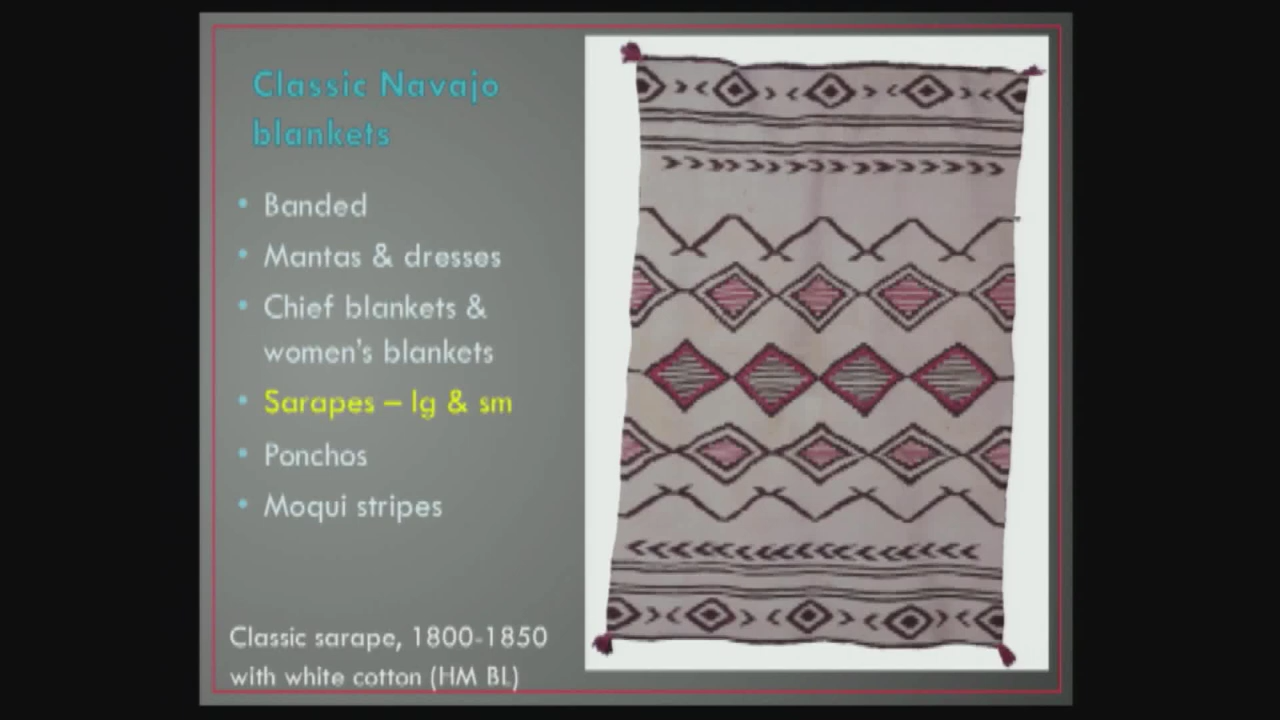 Classic Navajo
blankets
• Banded
• Mantas & dresses
• Chief blankets &
women's blankets
• Sarapes – lg & sm
• Ponchos
• Moqui stripes
Classic sarape, 1800-1850
with white cotton (HM BL)